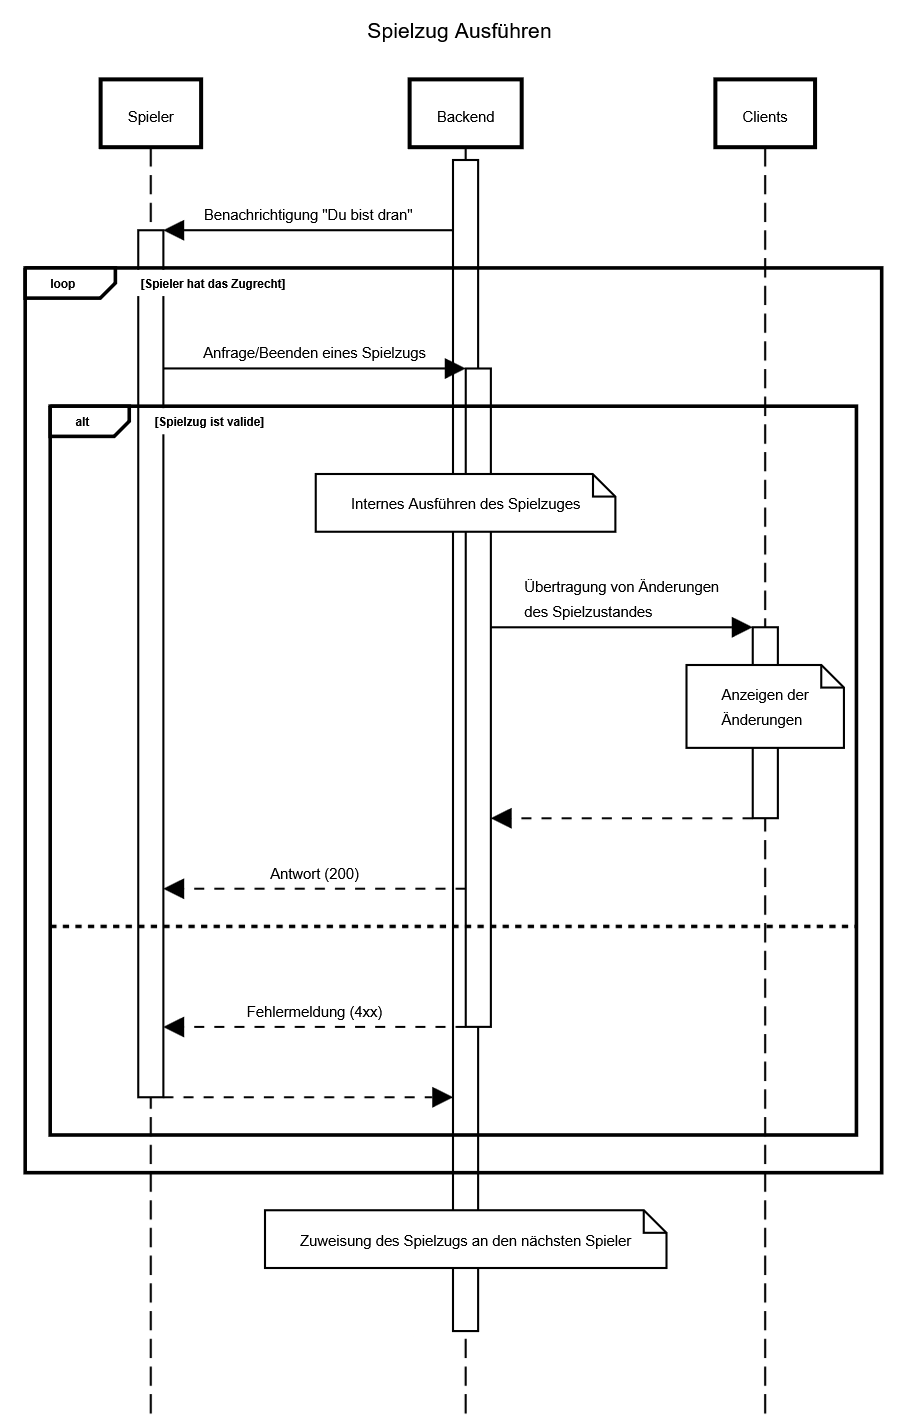 Spielzug Ausführen
Spieler
Backend
Clients
Benachrichtigung "Du bist dran"
loop
[Spieler hat das Zugrecht]
Anfrage/Beenden eines Spielzugs
alt
[Spielzug ist valide]
Internes Ausführen des Spielzuges
Übertragung von Änderungen
des Spielzustandes
Anzeigen der
Änderungen
Antwort (200)
Fehlermeldung (4xx)
Zuweisung des Spielzugs an den nächsten Spieler